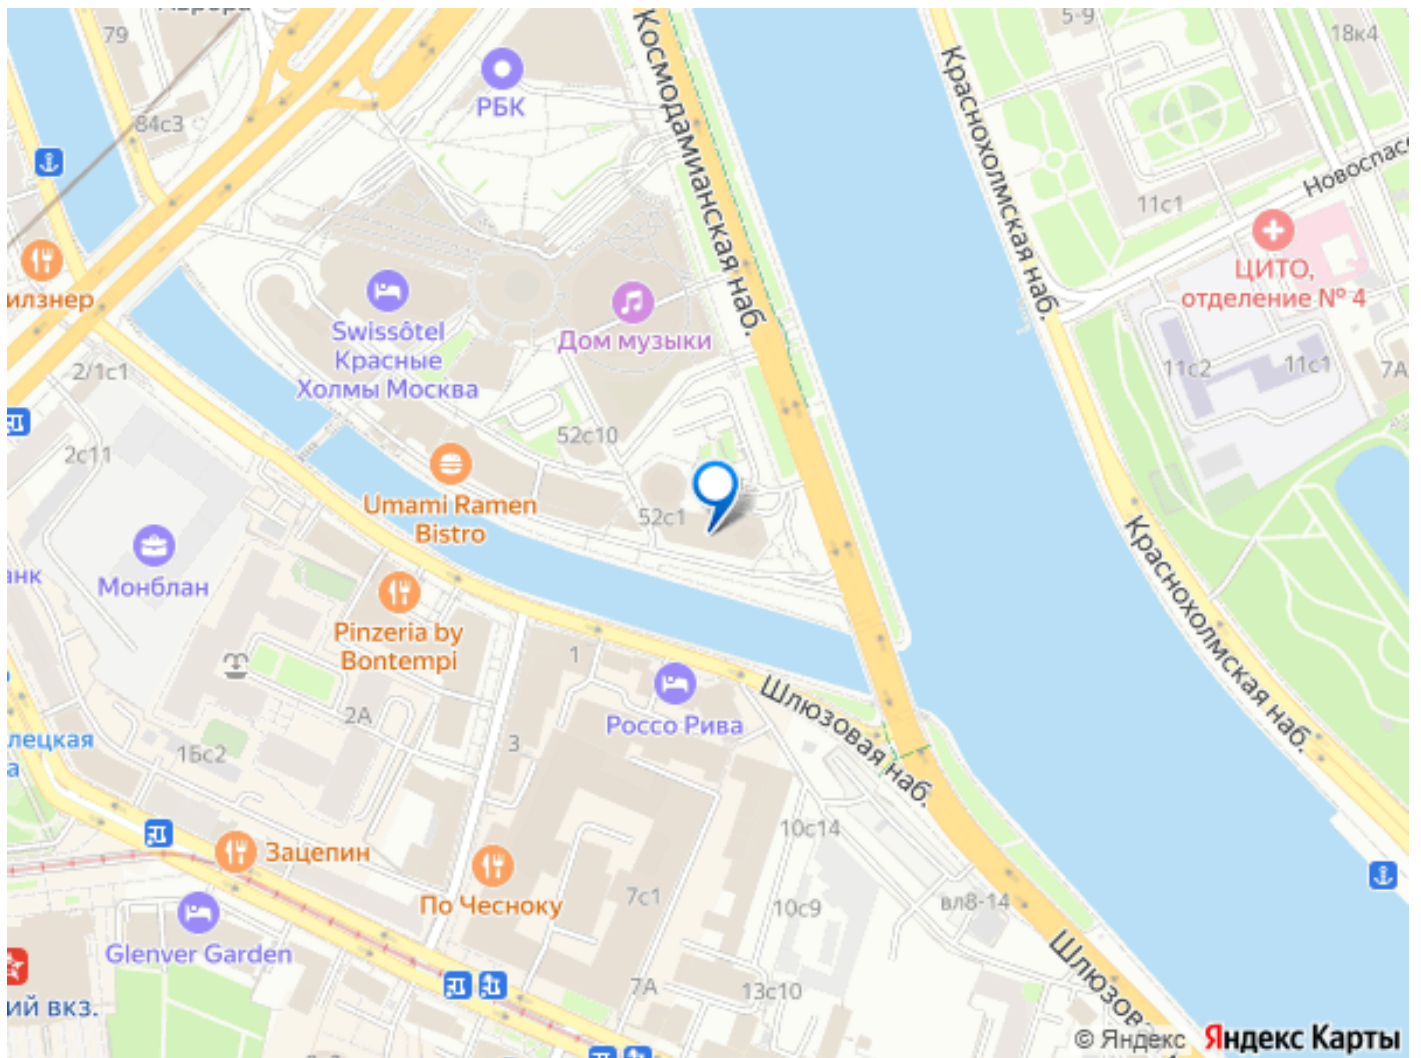 79
5-9
18к4
Космодамианская наб.
Краснохолмская наб.
РБК
84с3
11с1
ЦИТО,
отделение № 4
илзнер
Swissôtel
Красные
Холмы Москва
Дом музыки
2/1с1
11с2
11с1
7А
52с10
2с11
Umami Ramen
Bistro
52с1
Монблан
анк
Краснохолмская наб.
Pinzeria by
Bontempi
1
Шлюзовая наб.
Россо Рива
2А
3
1Бс2
лецкая
а
Зацепин
10с14
По Чесноку
7с1
10с9
вл8-14
Glenver Garden
7А
13с10
ий вкз.
© Яндекс Яндекс Карты